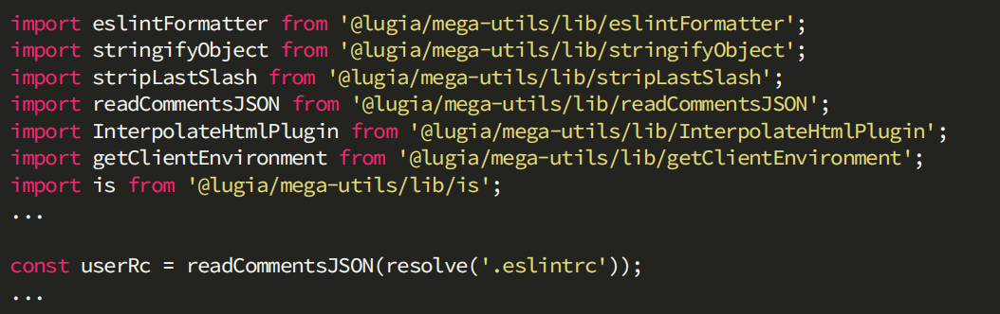 import eslintFormatter from '@lugia/mega-utils/lib/eslintFormatter';
import stringifyObject from '@lugia/mega-utils/lib/stringifyObject';
import stripLastSlash from '@lugia/mega-utils/lib/stripLastSlash';
import readCommentsJSON from '@lugia/mega-utils/lib/readCommentsJSON';
import InterpolateHtmlPlugin from '@lugia/mega-utils/lib/InterpolateHtmlPlugin';
import getClientEnvironment from '@lugia/mega-utils/lib/getClientEnvironment';
import is from '@lugia/mega-utils/lib/is';
...
const userRc = readCommentsJSON(resolve('.eslintrc'));
...